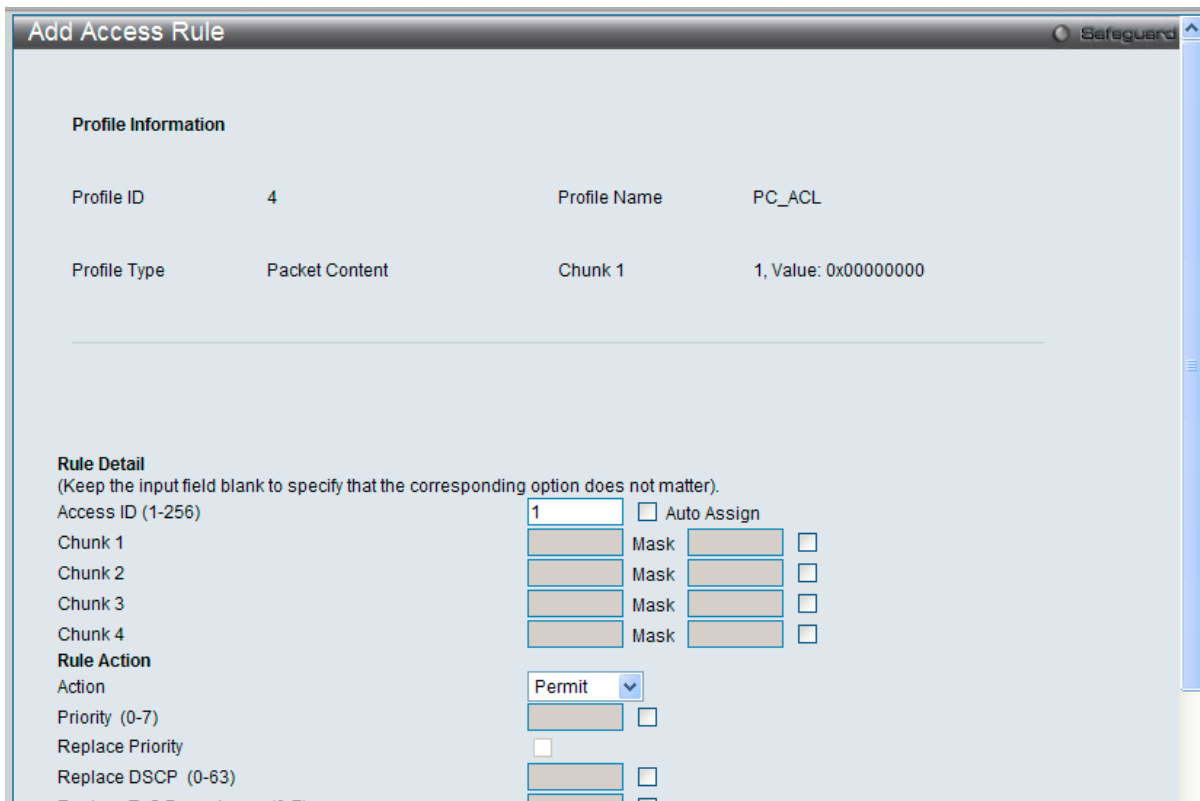 Add Access Rule
Safeguard
Profile Information
Profile ID 4 Profile Name PC_ACL
Profile Type Packet Content Chunk 1 1, Value: 0x00000000
Rule Detail
(Keep the input field blank to specify that the corresponding option does not matter).
Access ID (1-256) 1 Auto Assign
Chunk 1 Mask
Chunk 2 Mask
Chunk 3 Mask
Chunk 4 Mask
Rule Action
Action Permit
Priority (0-7)
Replace Priority
Replace DSCP (0-63)